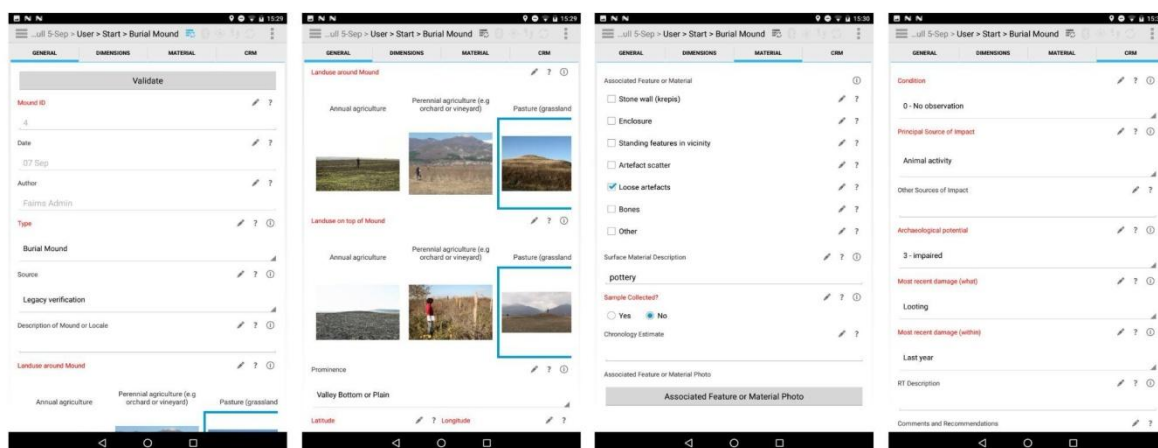 15:29
...ull 5-Sep > User > Start > Burial Mound
GENERAL DIMENSIONS MATERIAL CRM
Validate
Mound ID
4
Date
07 Sep
Author
Faims Admin
Type
Burial Mound
Source
Legacy verification
Description of Mound or Locale
Landuse around Mound
Annual agriculture
Perennial agriculture (e.g
orchard or vineyard)
Pasture (grassland
15:29
...ull 5-Sep > User > Start > Burial Mound
GENERAL DIMENSIONS MATERIAL CRM
Landuse around Mound
Annual agriculture
Perennial agriculture (e.g
orchard or vineyard)
Pasture (grassland
Landuse on top of Mound
Annual agriculture
Perennial agriculture (e.g
orchard or vineyard)
Pasture (grassland
Prominence
Valley Bottom or Plain
Latitude ? Longitude ?
15:30
...ull 5-Sep > User > Start > Burial Mound
GENERAL DIMENSIONS MATERIAL CRM
Associated Feature or Material
Stone wall (krepis)
Enclosure
Standing features in vicinity
Artefact scatter
Loose artefacts
Bones
Other
Surface Material Description
pottery
Sample Collected?
Yes No
Chronology Estimate
Associated Feature or Material Photo
Associated Feature or Material Photo
...ull 5-Sep > User > Start > Burial Mound
GENERAL DIMENSIONS MATERIAL CRM
Condition
0 - No observation
Principal Source of Impact
Animal activity
Other Sources of Impact
Archaeological potential
3 - impaired
Most recent damage (what)
Looting
Most recent damage (within)
Last year
RT Description
Comments and Recommendations